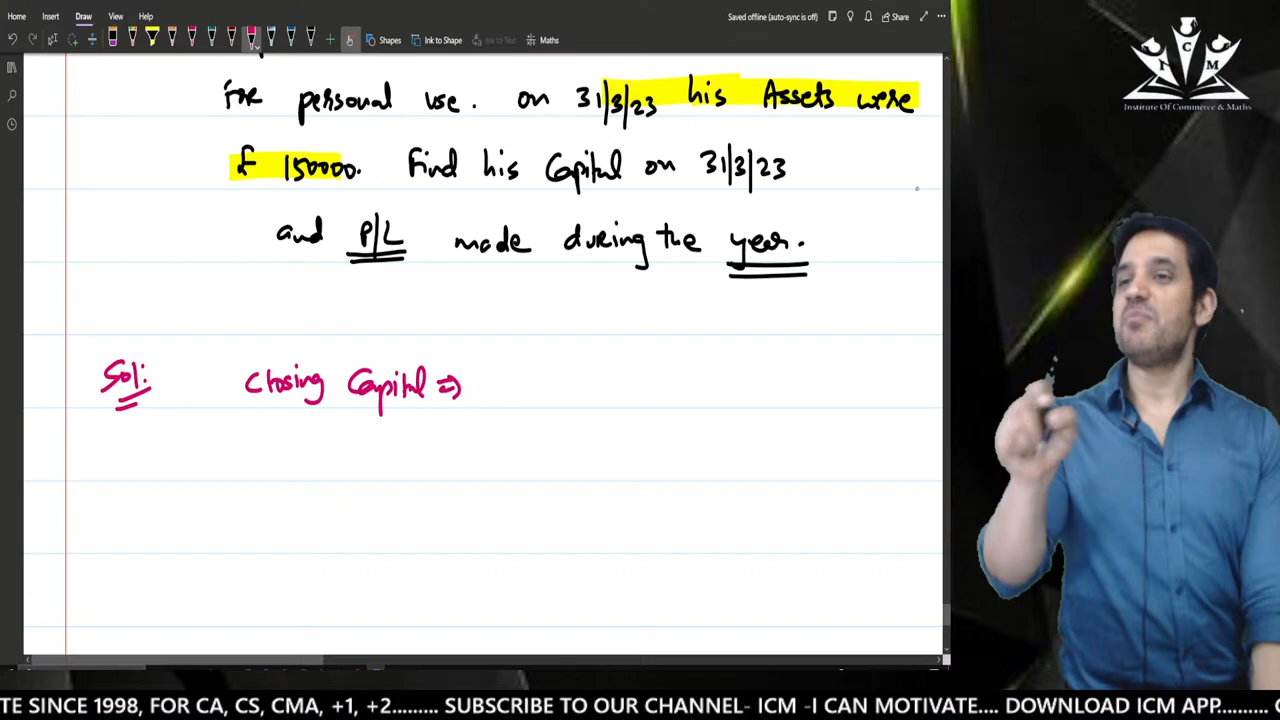 Home Insert Draw View Help
Saved offline (auto-sync is off)
Share
Shapes
Ink to Shape
Ink to Text
Maths
for personal use. on 31/3/23 his Assets were
₤ 150000. Find his Capital on 31/3/23
and P/L made during the year.
Sol: Closing Capital ⇒
I C M
Institute Of Commerce & Maths
TE SINCE 1998, FOR CA, CS, CMA, +1, +2......... SUBSCRIBE TO OUR CHANNEL- ICM -I CAN MOTIVATE.... DOWNLOAD ICM APP.........